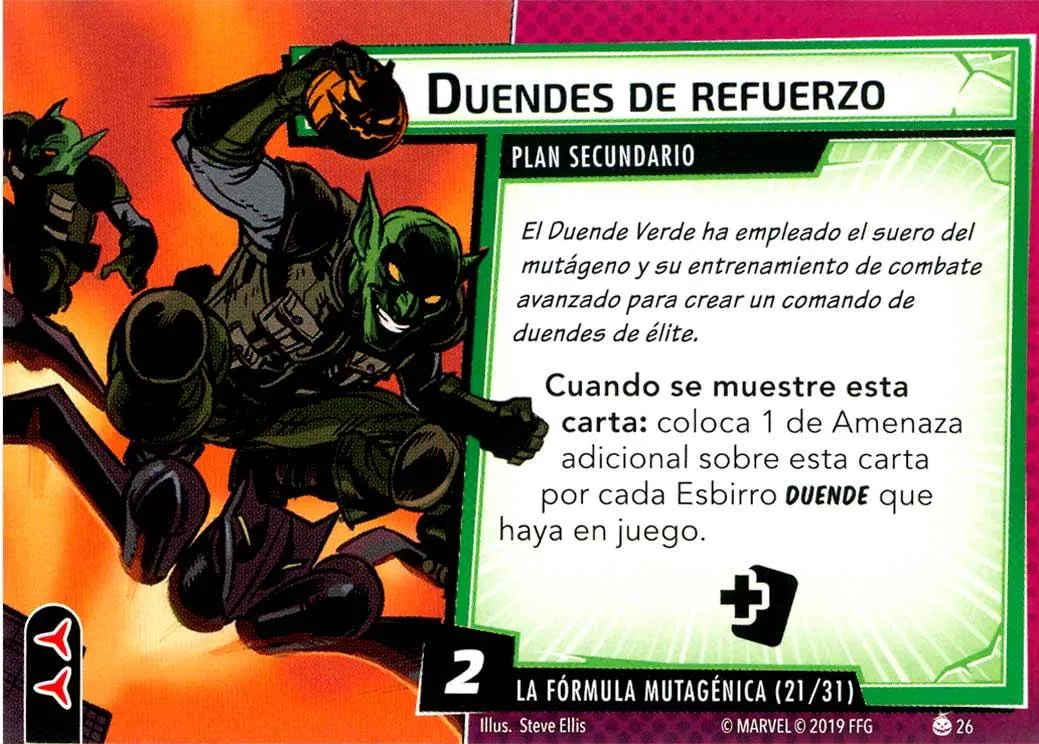 DUENDES DE REFUERZO
PLAN SECUNDARIO
El Duende Verde ha empleado el suero del
mutágeno y su entrenamiento de combate
avanzado para crear un comando de
duendes de élite.
Cuando se muestre esta
carta: coloca 1 de Amenaza
adicional sobre esta carta
por cada Esbirro DUENDE que
haya en juego.
2
LA FÓRMULA MUTAGÉNICA (21/31)
Illus. Steve Ellis
© MARVEL © 2019 FFG
26